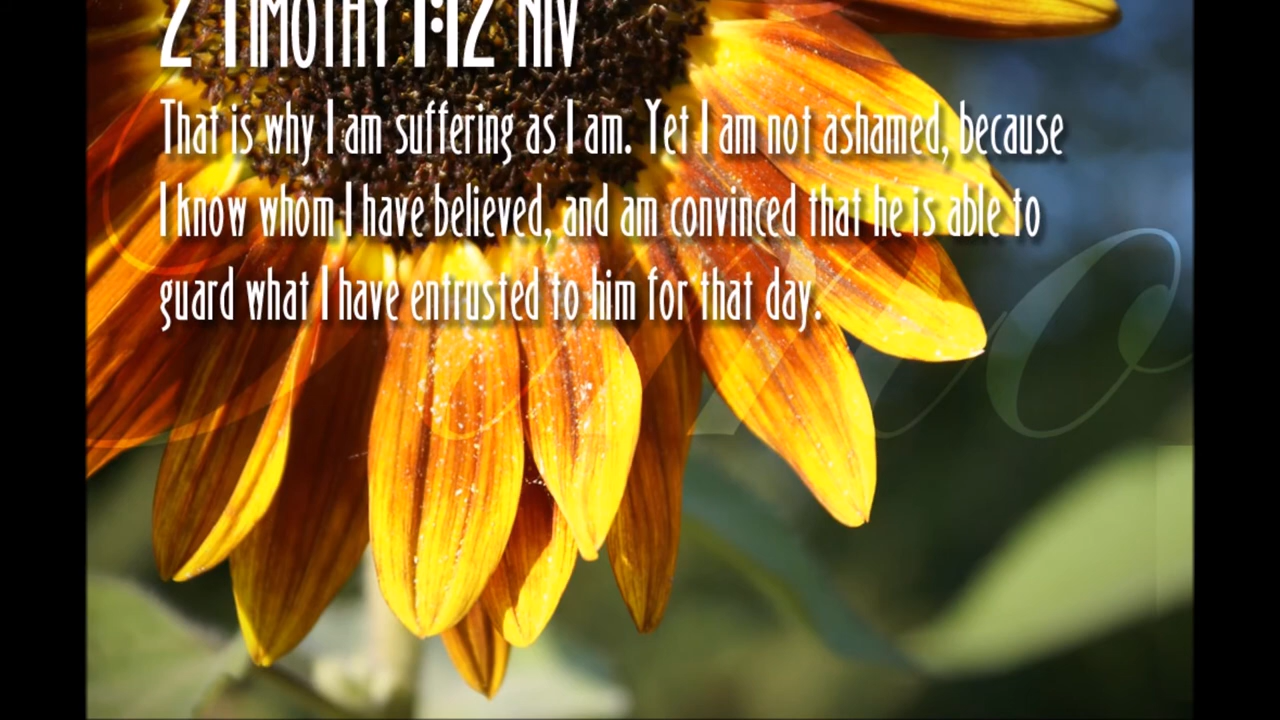 2 Timothy 1:12 NIV
That is why I am suffering as I am. Yet I am not ashamed, because
I know whom I have believed, and am convinced that he is able to
guard what I have entrusted to him for that day.